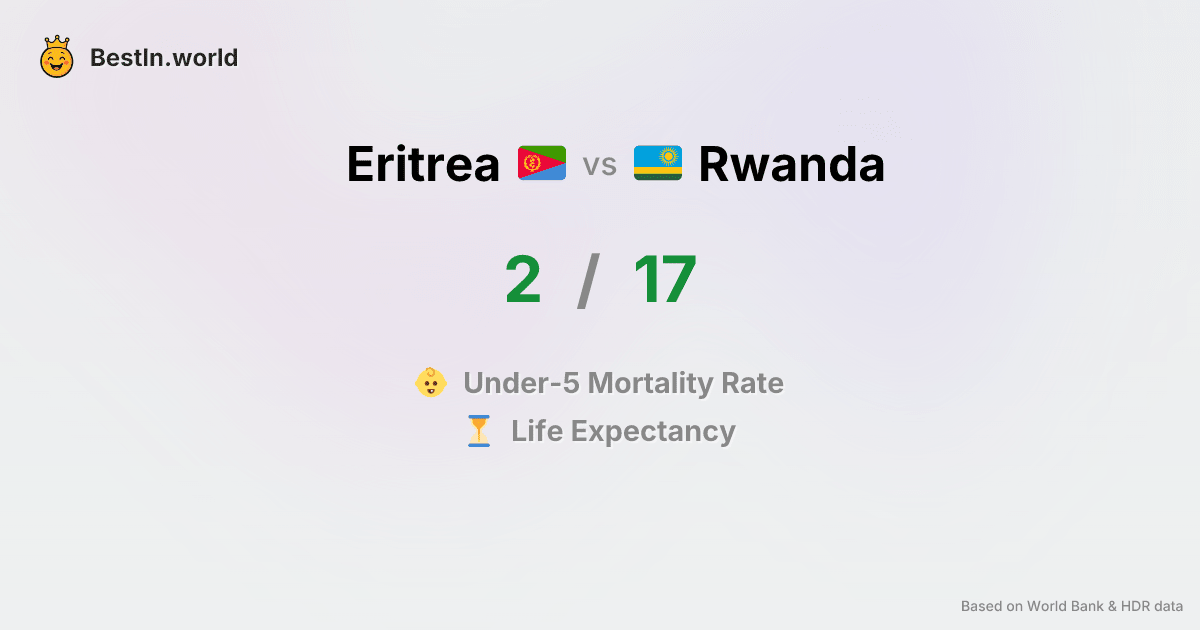 BestIn.world
Eritrea vs Rwanda
2 / 17
Under-5 Mortality Rate
Life Expectancy
Based on World Bank & HDR data